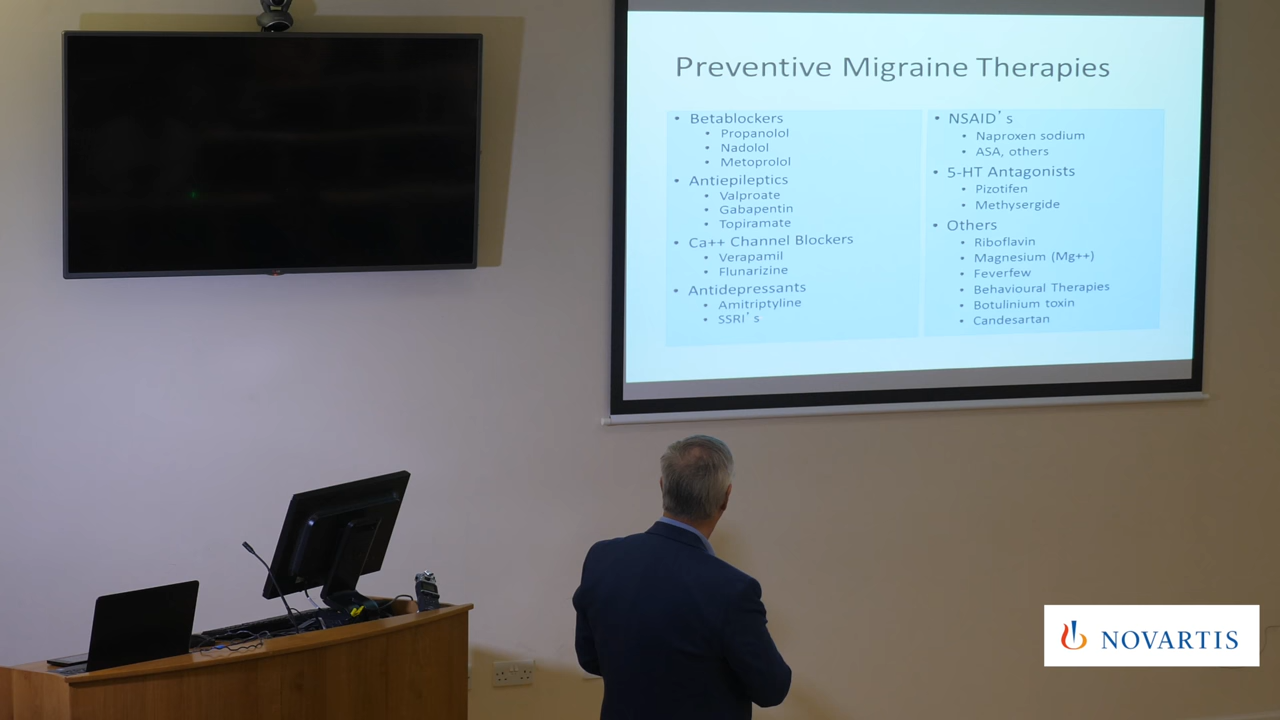 Preventive Migraine Therapies
• Betablockers
• Propanolol
• Nadolol
• Metoprolol
• Antiepileptics
• Valproate
• Gabapentin
• Topiramate
• Ca++ Channel Blockers
• Verapamil
• Flunarizine
• Antidepressants
• Amitriptyline
• SSRI's
• NSAID's
• Naproxen sodium
• ASA, others
• 5-HT Antagonists
• Pizotifen
• Methysergide
• Others
• Riboflavin
• Magnesium (Mg++)
• Feverfew
• Behavioural Therapies
• Botulinium toxin
• Candesartan
NOVARTIS